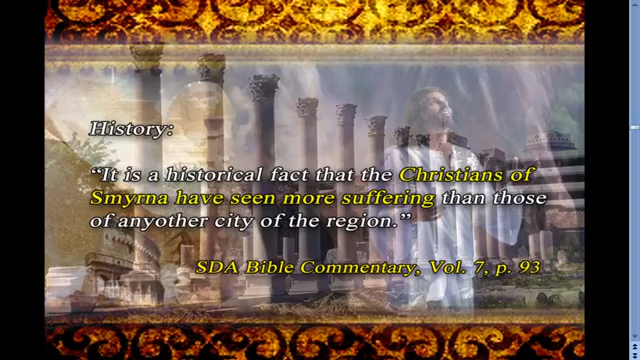 History:
“It is a historical fact that the Christians of
Smyrna have seen more suffering than those
of anyother city of the region.”
SDA Bible Commentary, Vol. 7, p. 93